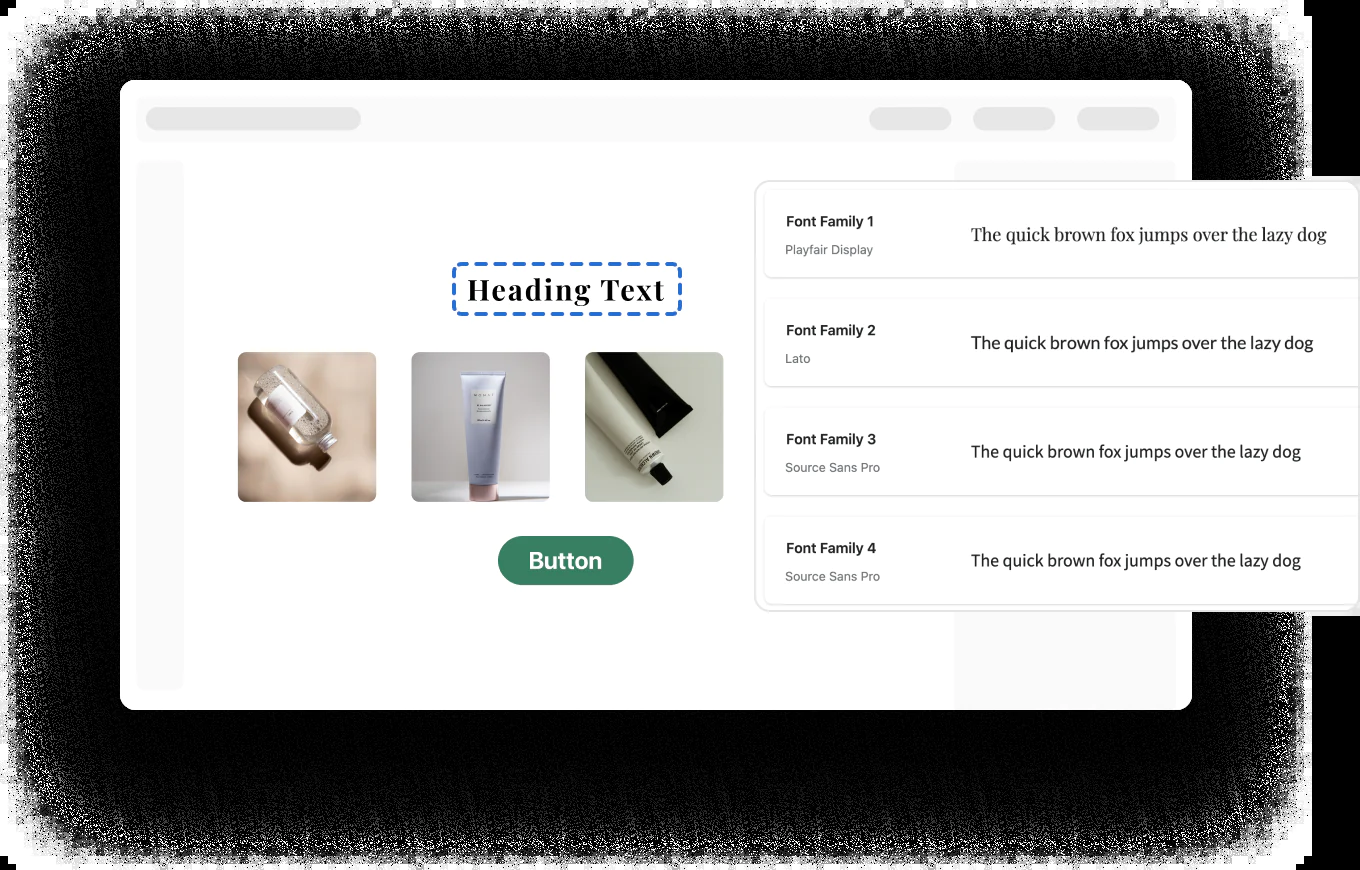 Heading Text
Button
Font Family 1
Playfair Display
The quick brown fox jumps over the lazy dog
Font Family 2
Lato
The quick brown fox jumps over the lazy dog
Font Family 3
Source Sans Pro
The quick brown fox jumps over the lazy dog
Font Family 4
Source Sans Pro
The quick brown fox jumps over the lazy dog